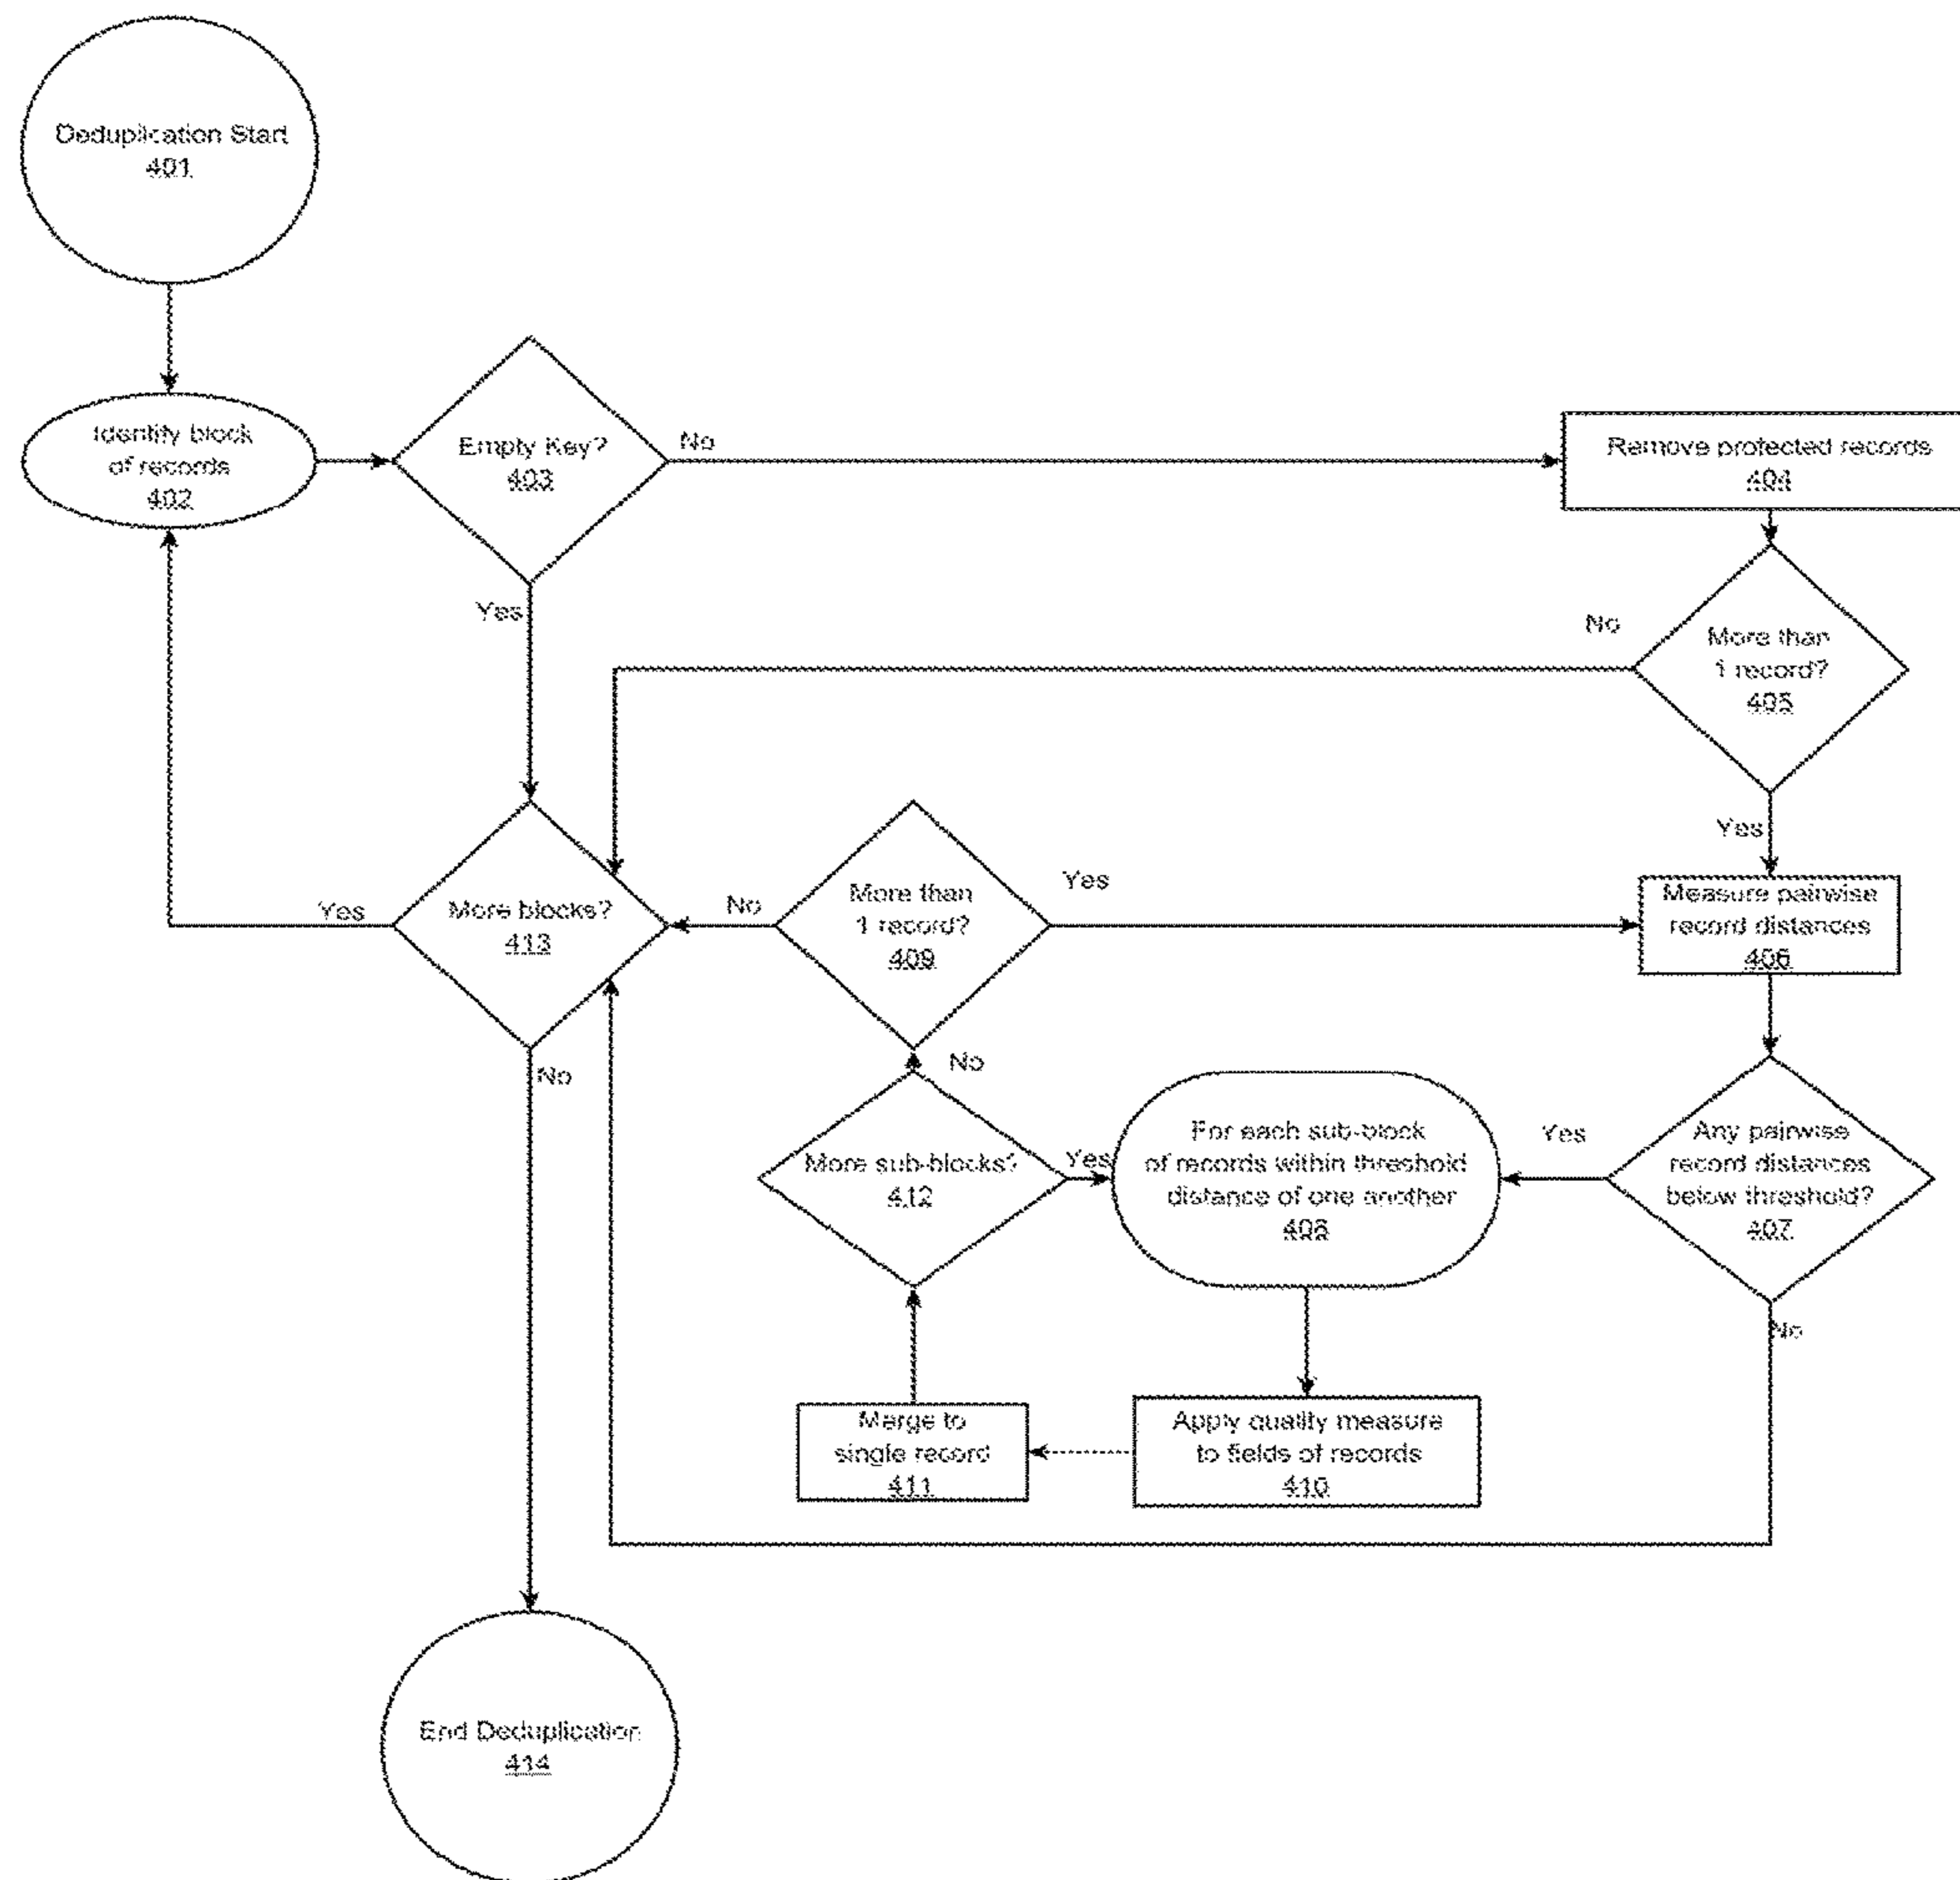 Deduplication Start
401
Identify block
of records
402
Empty Key?
403
No
Yes
Remove protected records
404
More than
1 record?
405
No
Yes
Measure pairwise
record distances
406
More than
1 record?
409
Yes
No
More blocks?
413
Yes
No
More sub-blocks?
412
No
Yes
For each sub-block
of records within threshold
distance of one another
408
Any pairwise
record distances
below threshold?
407
Yes
No
Merge to
single record
411
Apply quality measure
to fields of records
410
End Deduplication
414